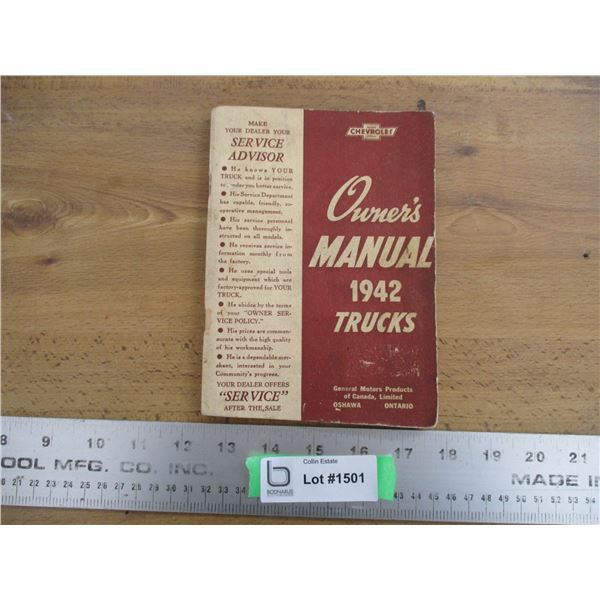 MAKE
YOUR DEALER YOUR
SERVICE
ADVISOR
● He knows YOUR
TRUCK and is in position
to render you better service.
● His Service Department
has capable, friendly, co-
operative management.
● His service personnel
have been thoroughly in-
structed on all models.
● He receives service in-
formation monthly from
the factory.
● He uses special tools
and equipment which are
factory-approved for YOUR
TRUCK.
● He abides by the terms
of your "OWNER SER-
VICE POLICY."
● His prices are commen-
surate with the high quality
of his workmanship.
● He is a dependable mer-
chant, interested in your
Community's progress.
YOUR DEALER OFFERS
"SERVICE"
AFTER THE SALE
CHEVROLET
Owner's
MANUAL
1942
TRUCKS
General Motors Products
of Canada, Limited
OSHAWA ONTARIO
8 9 10 11 12 13 14 15 16 17 18 19 20 21
OOL MFG. CO. INC.
MADE IN
Collin Estate
Lot #1501
b
BODNARUS